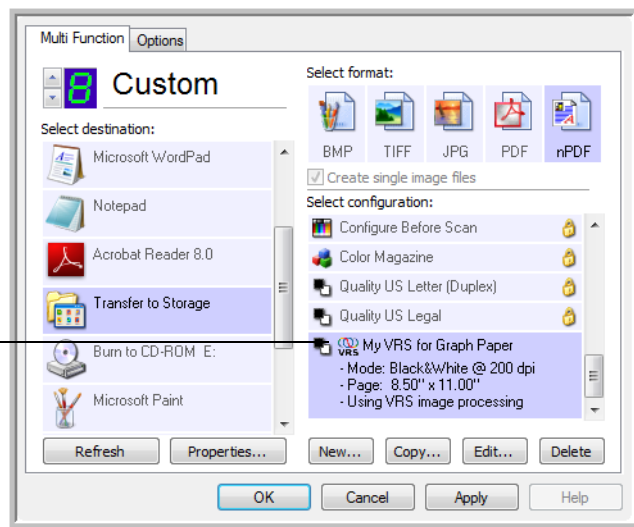 Multi Function
Options
8
Custom
Select destination:
Microsoft WordPad
Notepad
Acrobat Reader 8.0
Transfer to Storage
Burn to CD-ROM E:
Microsoft Paint
Refresh
Properties...
Select format:
BMP
TIFF
JPG
PDF
nPDF
Create single image files
Select configuration:
Configure Before Scan
Color Magazine
Quality US Letter (Duplex)
Quality US Legal
VRS
My VRS for Graph Paper
- Mode: Black&White @ 200 dpi
- Page: 8.50" x 11.00"
- Using VRS image processing
New...
Copy...
Edit...
Delete
OK
Cancel
Apply
Help